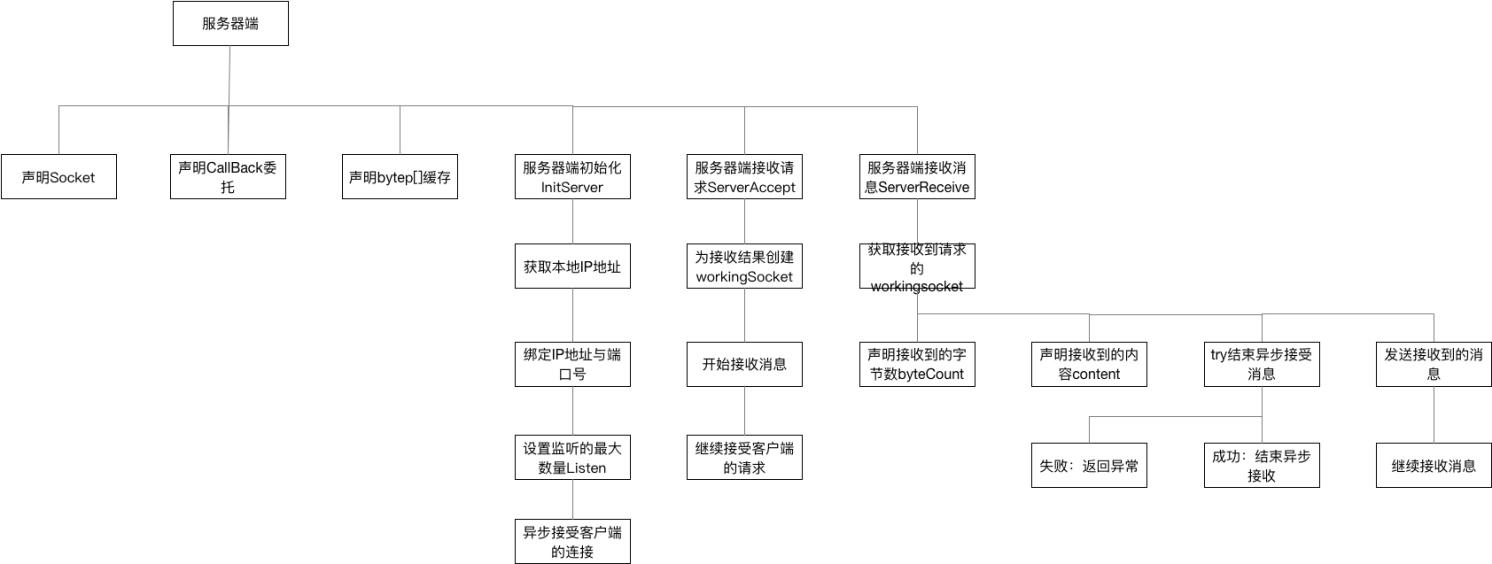 服务器端
声明Socket
声明CallBack委
托
声明bytep[]缓存
服务器端初始化
InitServer
服务器端接收请
求ServerAccept
服务器端接收消
息ServerReceive
获取本地IP地址
为接收结果创建
workingSocket
获取接收到请求
的
workingsocket
绑定IP地址与端
口号
开始接收消息
声明接收到的字
节数byteCount
声明接收到的内
容content
try结束异步接受
消息
发送接收到的消
息
设置监听的最大
数量Listen
继续接受客户端
的请求
失败：返回异常
成功：结束异步
接收
继续接收消息
异步接受客户端
的连接